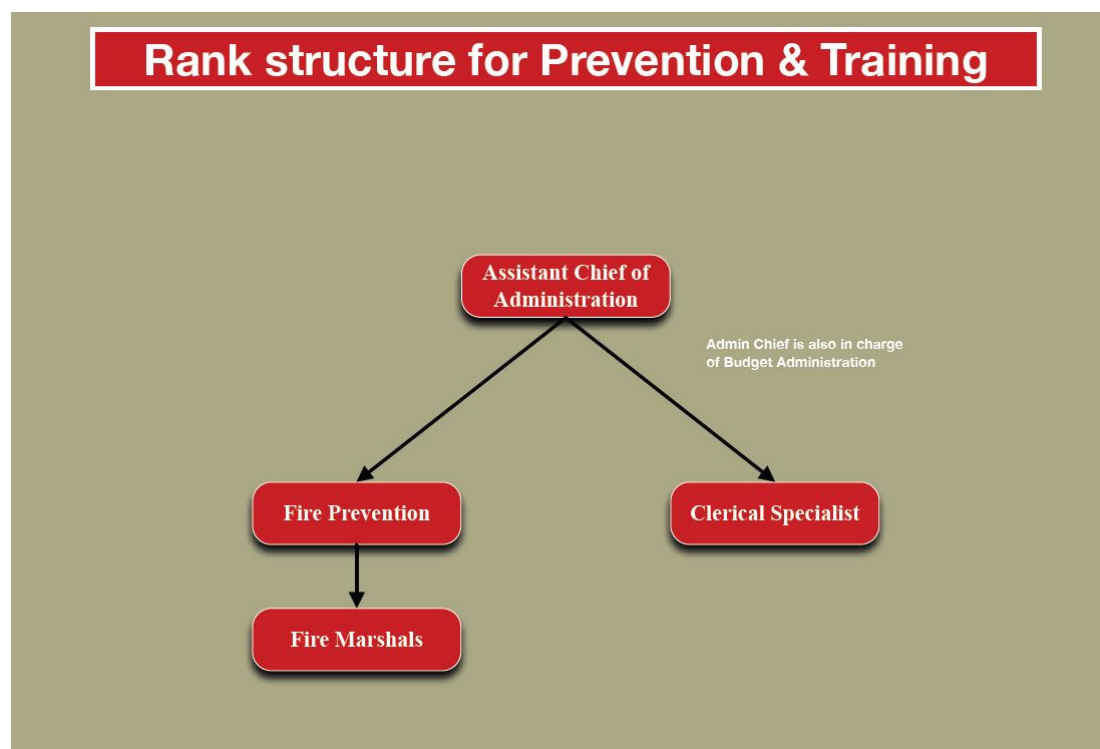 Rank structure for Prevention & Training
Assistant Chief of
Administration
Admin Chief is also in charge
of Budget Administration
Fire Prevention
Clerical Specialist
Fire Marshals